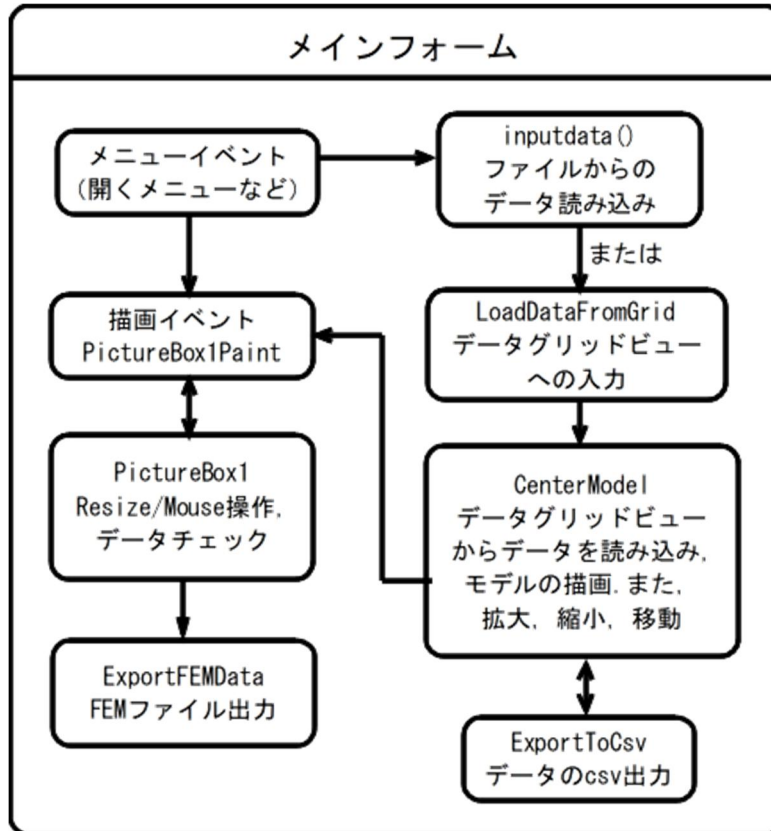 メインフォーム
メニューイベント
(開くメニューなど)
inputdata()
ファイルからの
データ読み込み
または
描画イベント
PictureBox1Paint
LoadDataFromGrid
データグリッドビュー
への入力
PictureBox1
Resize/Mouse操作,
データチェック
CenterModel
データグリッドビュー
からデータを読み込み,
モデルの描画. また,
拡大, 縮小, 移動
ExportFEMData
FEMファイル出力
ExportToCsv
データのcsv出力